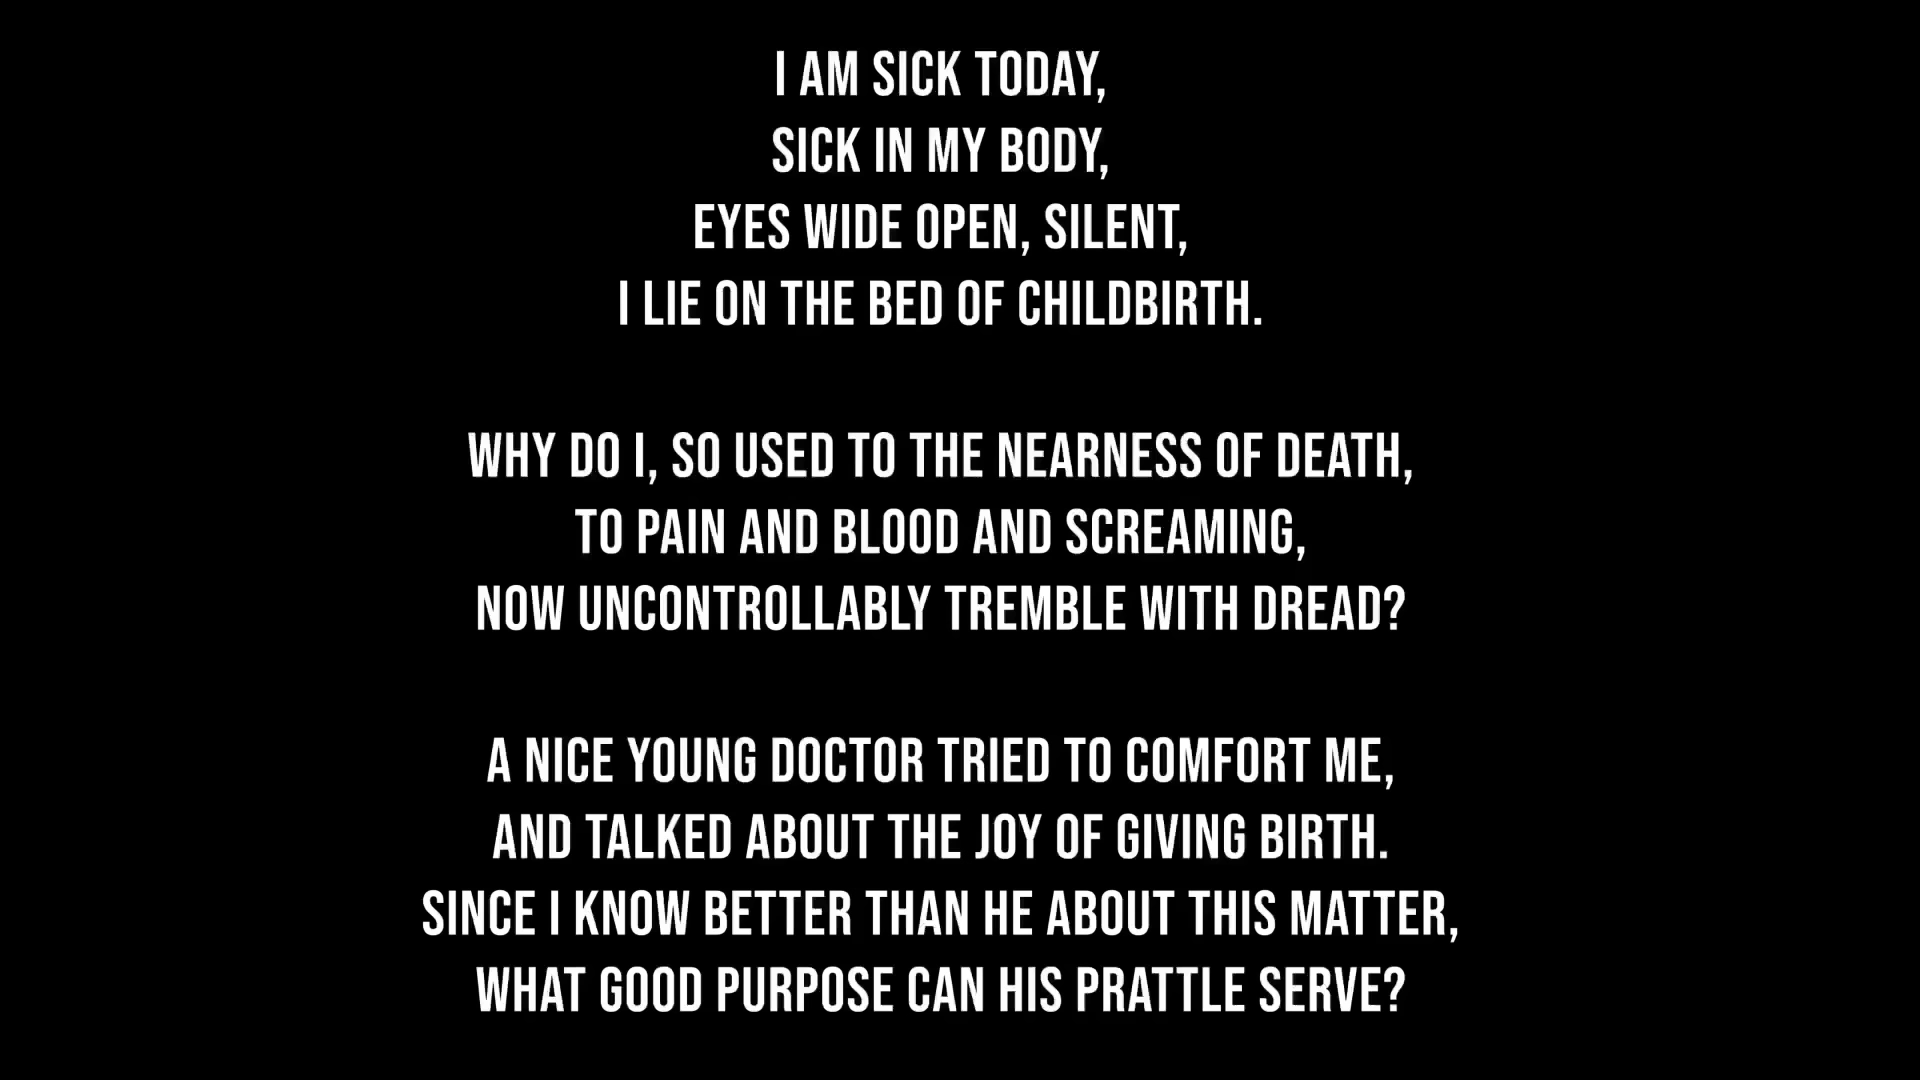 I AM SICK TODAY,
SICK IN MY BODY,
EYES WIDE OPEN, SILENT,
I LIE ON THE BED OF CHILDBIRTH.
WHY DO I, SO USED TO THE NEARNESS OF DEATH,
TO PAIN AND BLOOD AND SCREAMING,
NOW UNCONTROLLABLY TREMBLE WITH DREAD?
A NICE YOUNG DOCTOR TRIED TO COMFORT ME,
AND TALKED ABOUT THE JOY OF GIVING BIRTH.
SINCE I KNOW BETTER THAN HE ABOUT THIS MATTER,
WHAT GOOD PURPOSE CAN HIS PRATTLE SERVE?